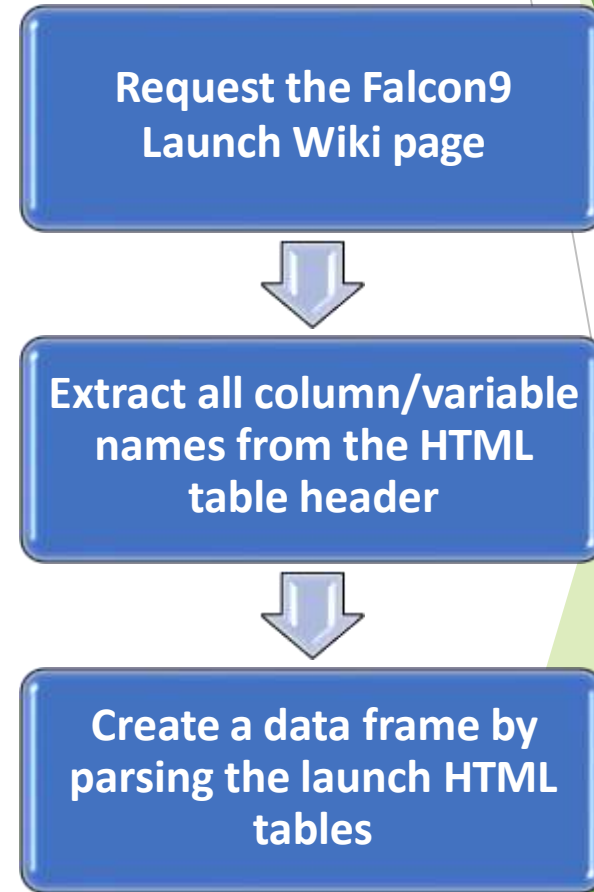 Request the Falcon9
Launch Wiki page
Extract all column/variable
names from the HTML
table header
Create a data frame by
parsing the launch HTML
tables